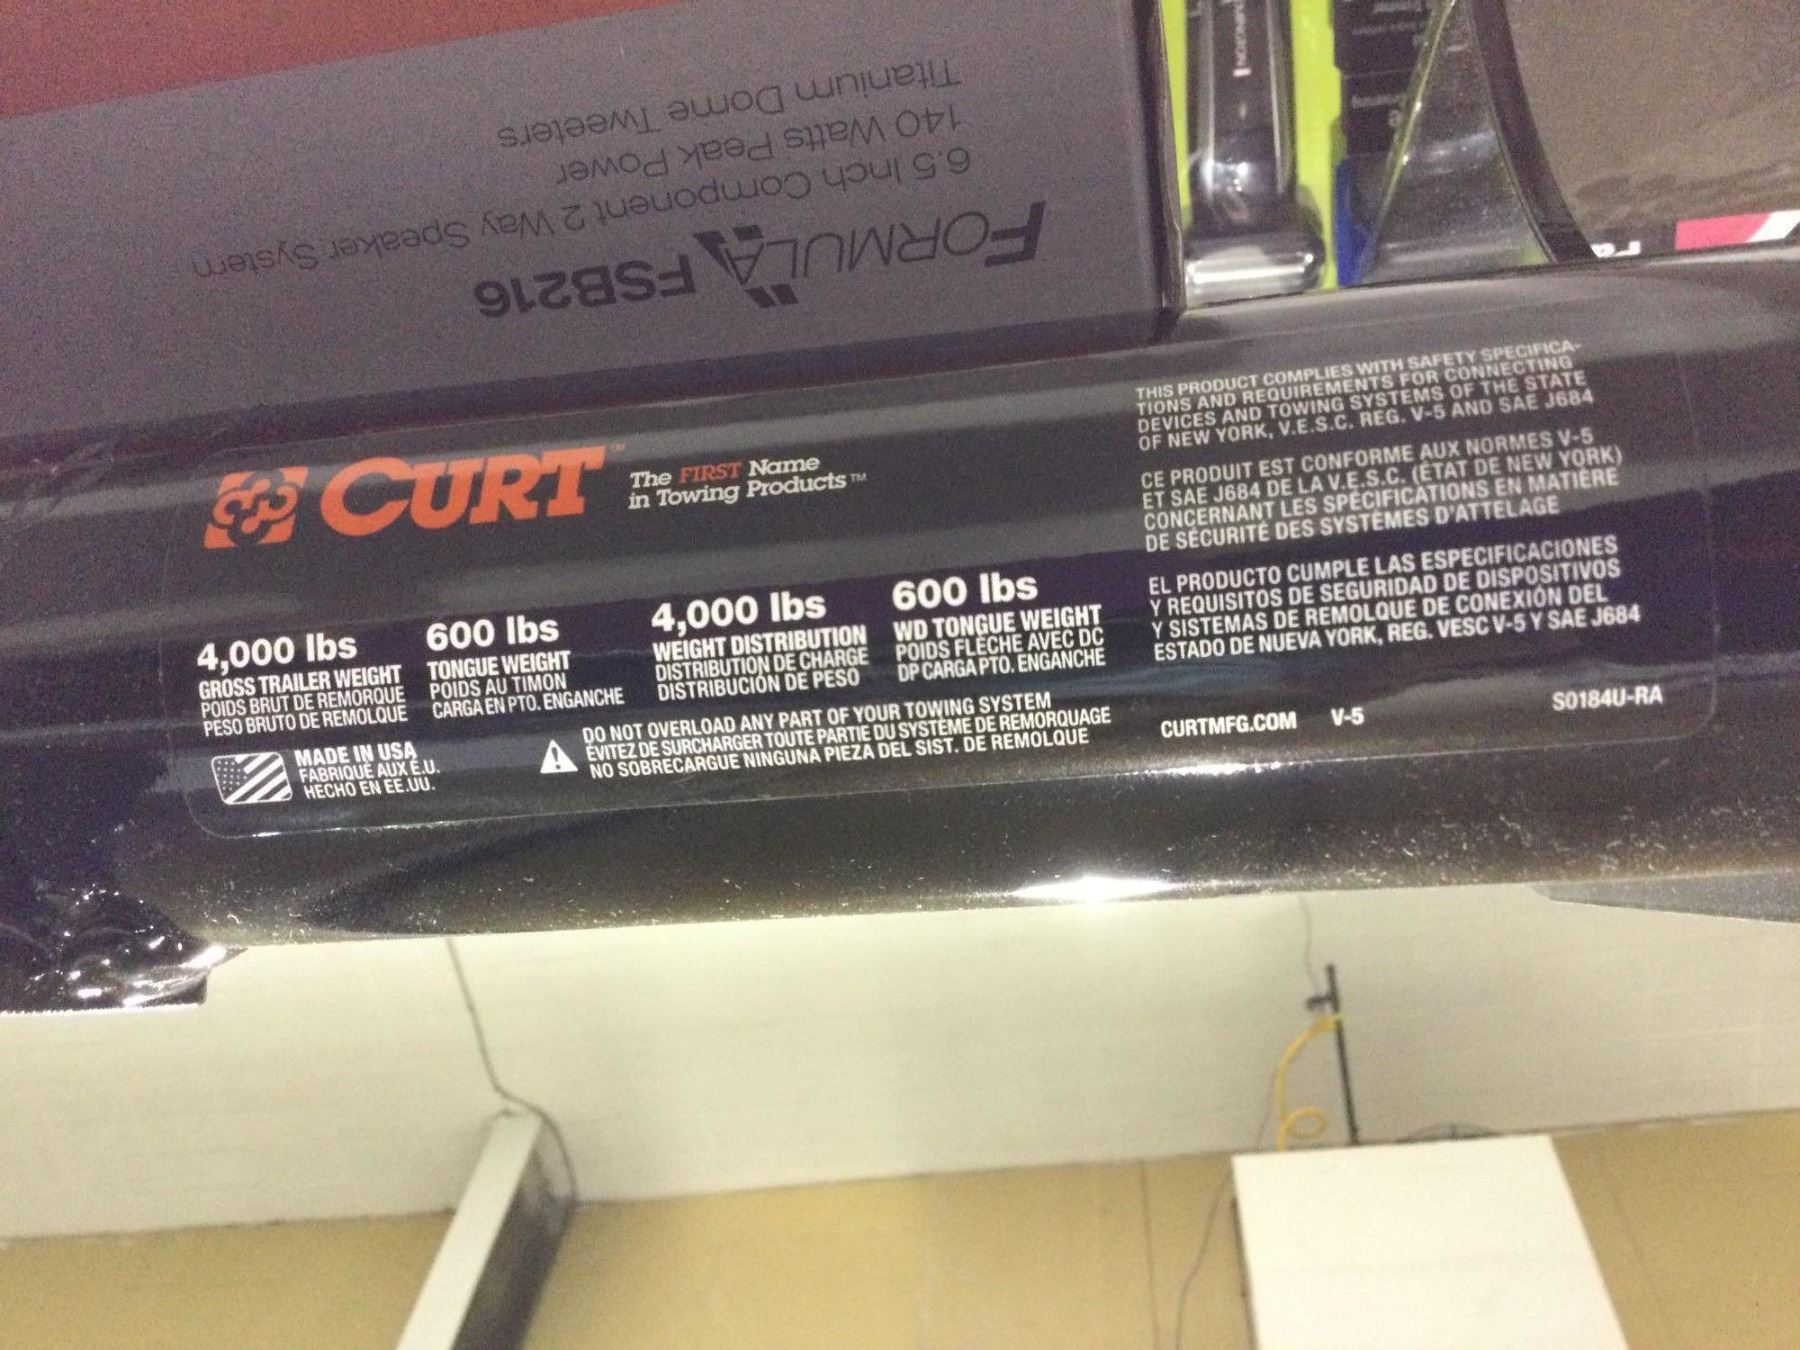 FORMULA FSB216
6.5 Inch Component 2 Way Speaker System
140 Watts Peak Power
Titanium Dome Tweeters
CURT™
The FIRST Name
in Towing Products™
4,000 lbs
GROSS TRAILER WEIGHT
POIDS BRUT DE REMORQUE
PESO BRUTO DE REMOLQUE
600 lbs
TONGUE WEIGHT
POIDS AU TIMON
CARGA EN PTO. ENGANCHE
4,000 lbs
WEIGHT DISTRIBUTION
DISTRIBUTION DE CHARGE
DISTRIBUCIÓN DE PESO
600 lbs
WD TONGUE WEIGHT
POIDS FLÈCHE AVEC DC
DP CARGA PTO. ENGANCHE
MADE IN USA
FABRIQUÉ AUX É.U.
HECHO EN EE.UU.
DO NOT OVERLOAD ANY PART OF YOUR TOWING SYSTEM
ÉVITEZ DE SURCHARGER TOUTE PARTIE DU SYSTÈME DE REMORQUAGE
NO SOBRECARGUE NINGUNA PIEZA DEL SIST. DE REMOLQUE
THIS PRODUCT COMPLIES WITH SAFETY SPECIFICA-
TIONS AND REQUIREMENTS FOR CONNECTING
DEVICES AND TOWING SYSTEMS OF THE STATE
OF NEW YORK, V.E.S.C. REG. V-5 AND SAE J684
CE PRODUIT EST CONFORME AUX NORMES V-5
ET SAE J684 DE LA V.E.S.C. (ÉTAT DE NEW YORK)
CONCERNANT LES SPÉCIFICATIONS EN MATIÈRE
DE SÉCURITÉ DES SYSTÈMES D'ATTELAGE
EL PRODUCTO CUMPLE LAS ESPECIFICACIONES
Y REQUISITOS DE SEGURIDAD DE DISPOSITIVOS
Y SISTEMAS DE REMOLQUE DE CONEXIÓN DEL
ESTADO DE NUEVA YORK, REG. VESC V-5 Y SAE J684
CURTMFG.COM V-5
S0184U-RA